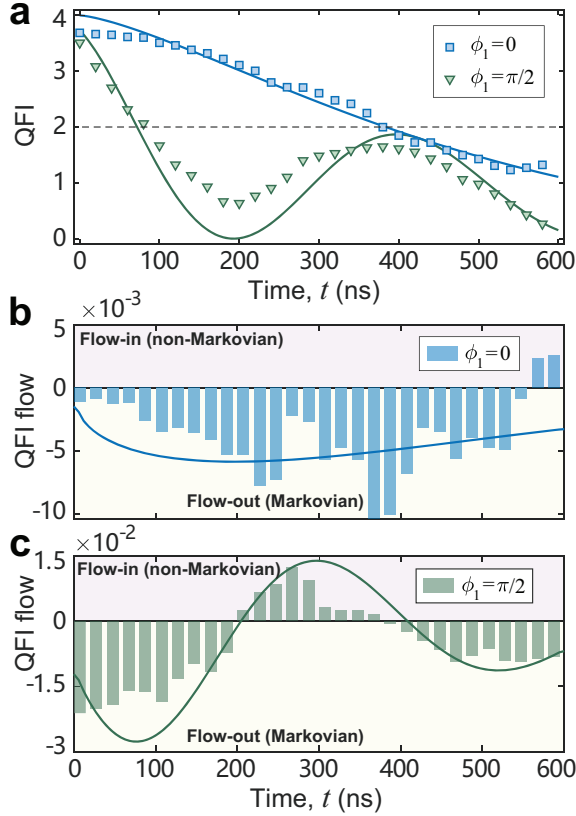 a
4
3
2
1
0
QFI
ϕ₁=0
ϕ₁=π/2
0 100 200 300 400 500 600
Time, t (ns)
b
×10⁻³
5
0
-5
-10
QFI flow
Flow-in (non-Markovian)
ϕ₁=0
Flow-out (Markovian)
c
×10⁻²
1.5
0
-1.5
-3
QFI flow
Flow-in (non-Markovian)
ϕ₁=π/2
Flow-out (Markovian)
0 100 200 300 400 500 600
Time, t (ns)